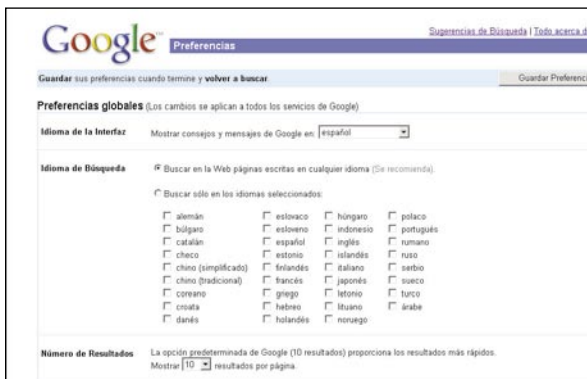 Google™ Preferencias
Sugerencias de Búsqueda | Todo acerca d
Guardar sus preferencias cuando termine y volver a buscar.
Guardar Preferenci
Preferencias globales (Los cambios se aplican a todos los servicios de Google)
Idioma de la Interfaz Mostrar consejos y mensajes de Google en: español
Idioma de Búsqueda Buscar en la Web páginas escritas en cualquier idioma (Se recomienda).
Buscar sólo en los idiomas seleccionados:
alemán eslovaco húngaro polaco
búlgaro esloveno indonesio portugués
catalán español inglés rumano
checo estonio islandés ruso
chino (simplificado) finlandés italiano serbio
chino (tradicional) francés japonés sueco
coreano griego letonio turco
croata hebreo lituano árabe
danés holandés noruego
Número de Resultados La opción predeterminada de Google (10 resultados) proporciona los resultados más rápidos.
Mostrar 10 resultados por página.